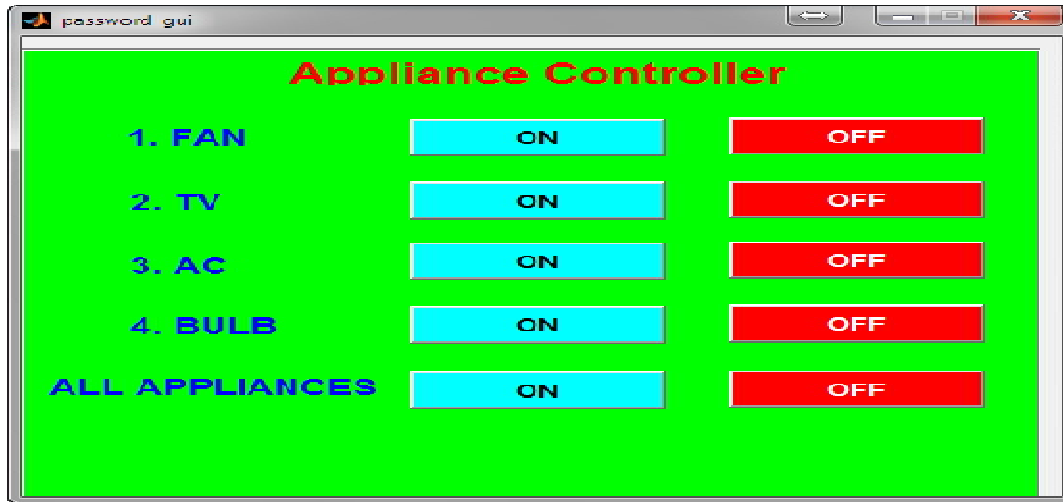 password gui
Appliance Controller
1. FAN ON OFF
2. TV ON OFF
3. AC ON OFF
4. BULB ON OFF
ALL APPLIANCES ON OFF